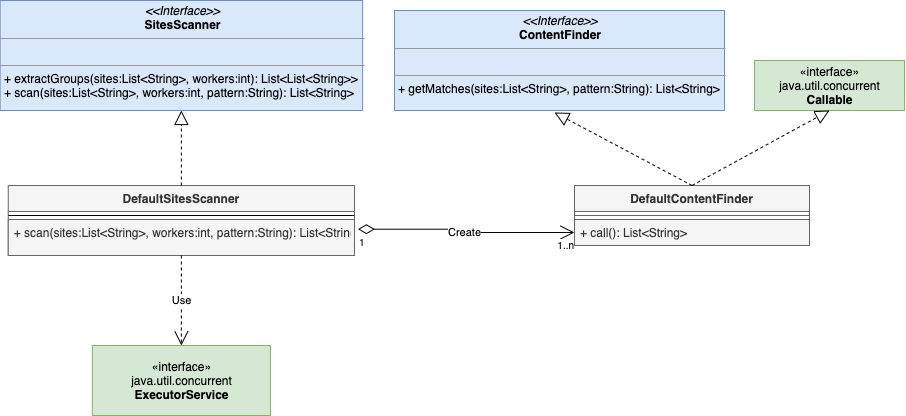 <<Interface>>
SitesScanner
+ extractGroups(sites:List<String>, workers:int): List<List<String>>
+ scan(sites:List<String>, workers:int, pattern:String): List<String>
<<Interface>>
ContentFinder
+ getMatches(sites:List<String>, pattern:String): List<String>
«interface»
java.util.concurrent
Callable
DefaultSitesScanner
+ scan(sites:List<String>, workers:int, pattern:String): List<Strin
1
Create
1..n
DefaultContentFinder
+ call(): List<String>
Use
«interface»
java.util.concurrent
ExecutorService